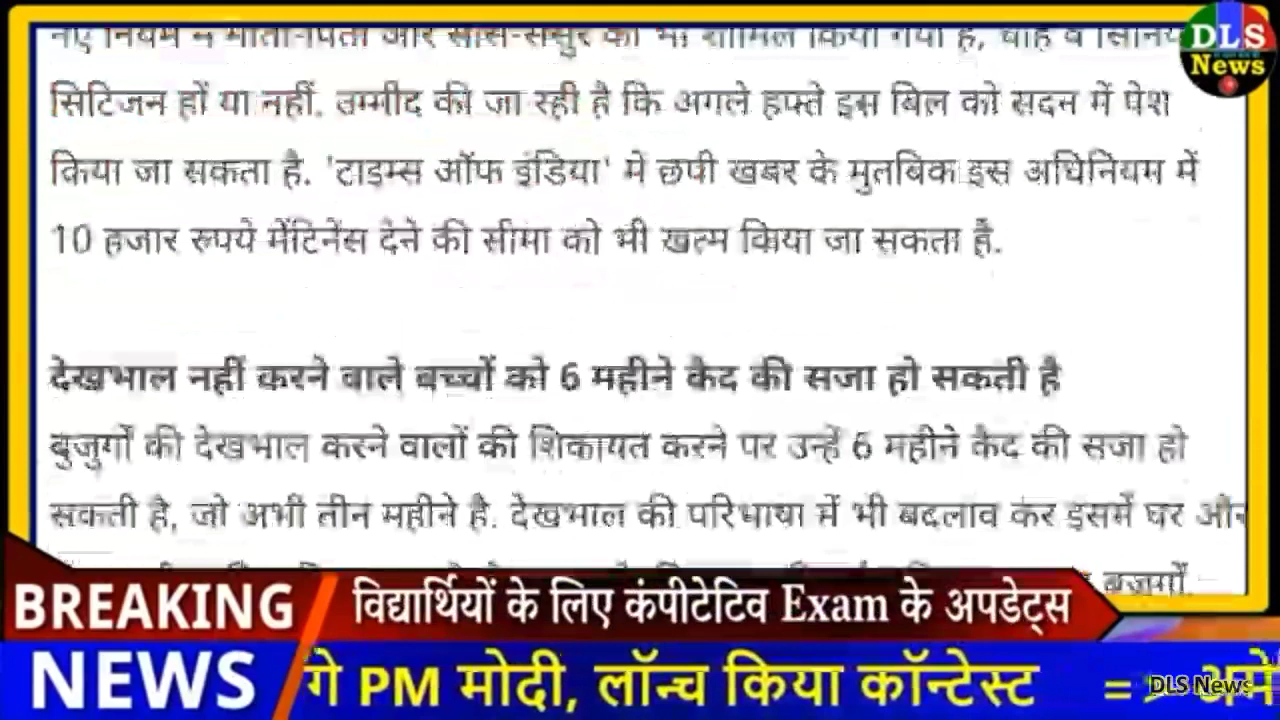 नए नियम में माता-पिता और सास-ससुर को भी शामिल किया गया है, चाहे वे सिनियर
सिटिजन हों या नहीं. उम्मीद की जा रही है कि अगले हफ्ते इस बिल को सदन में पेश
किया जा सकता है. 'टाइम्स ऑफ इंडिया' में छपी खबर के मुतबिक इस अधिनियम में
10 हजार रुपये मेंटिनेंस देने की सीमा को भी खत्म किया जा सकता है.
देखभाल नहीं करने वाले बच्चों को 6 महीने कैद की सजा हो सकती है
बुजुर्गों की देखभाल करने वालों की शिकायत करने पर उन्हें 6 महीने कैद की सजा हो
सकती है, जो अभी तीन महीने है. देखभाल की परिभाषा में भी बदलाव कर इसमें घर और
बुजुर्गों
DLS
News
BREAKING
NEWS
विद्यार्थियों के लिए कंपीटेटिव Exam के अपडेट्स
गे PM मोदी, लॉन्च किया कॉन्टेस्ट =
DLS News